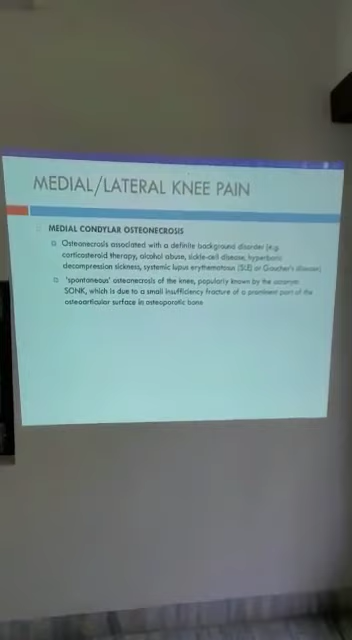 MEDIAL/LATERAL KNEE PAIN
MEDIAL CONDYLAR OSTEONECROSIS
Osteonecrosis associated with a definite background disorder (e.g.
corticosteroid therapy, alcohol abuse, sickle-cell disease, hyperbaric
decompression sickness, systemic lupus erythematosus (SLE) or Gaucher's disease)
'spontaneous' osteonecrosis of the knee, popularly known by the acronym
SONK, which is due to a small insufficiency fracture of a prominent part of the
osteoarticular surface in osteoporotic bone